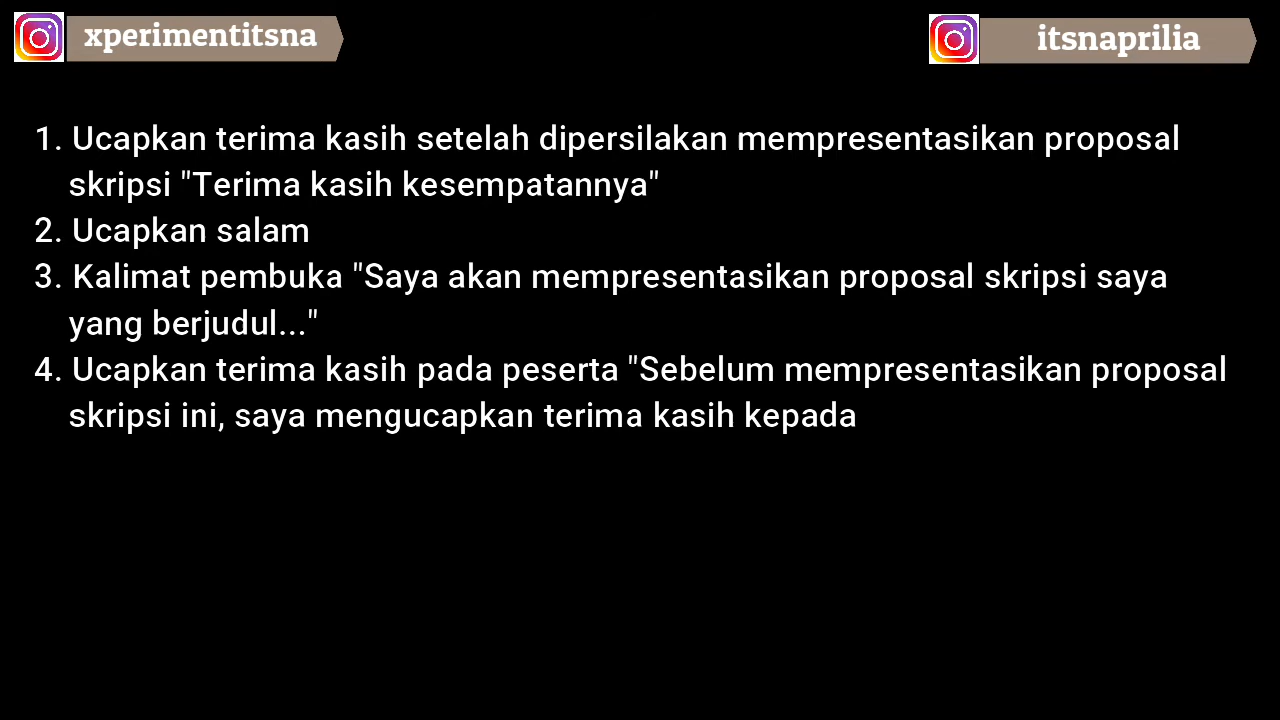 xperimentitsna
itsnaprilia
1. Ucapkan terima kasih setelah dipersilakan mempresentasikan proposal
skripsi "Terima kasih kesempatannya"
2. Ucapkan salam
3. Kalimat pembuka "Saya akan mempresentasikan proposal skripsi saya
yang berjudul..."
4. Ucapkan terima kasih pada peserta "Sebelum mempresentasikan proposal
skripsi ini, saya mengucapkan terima kasih kepada